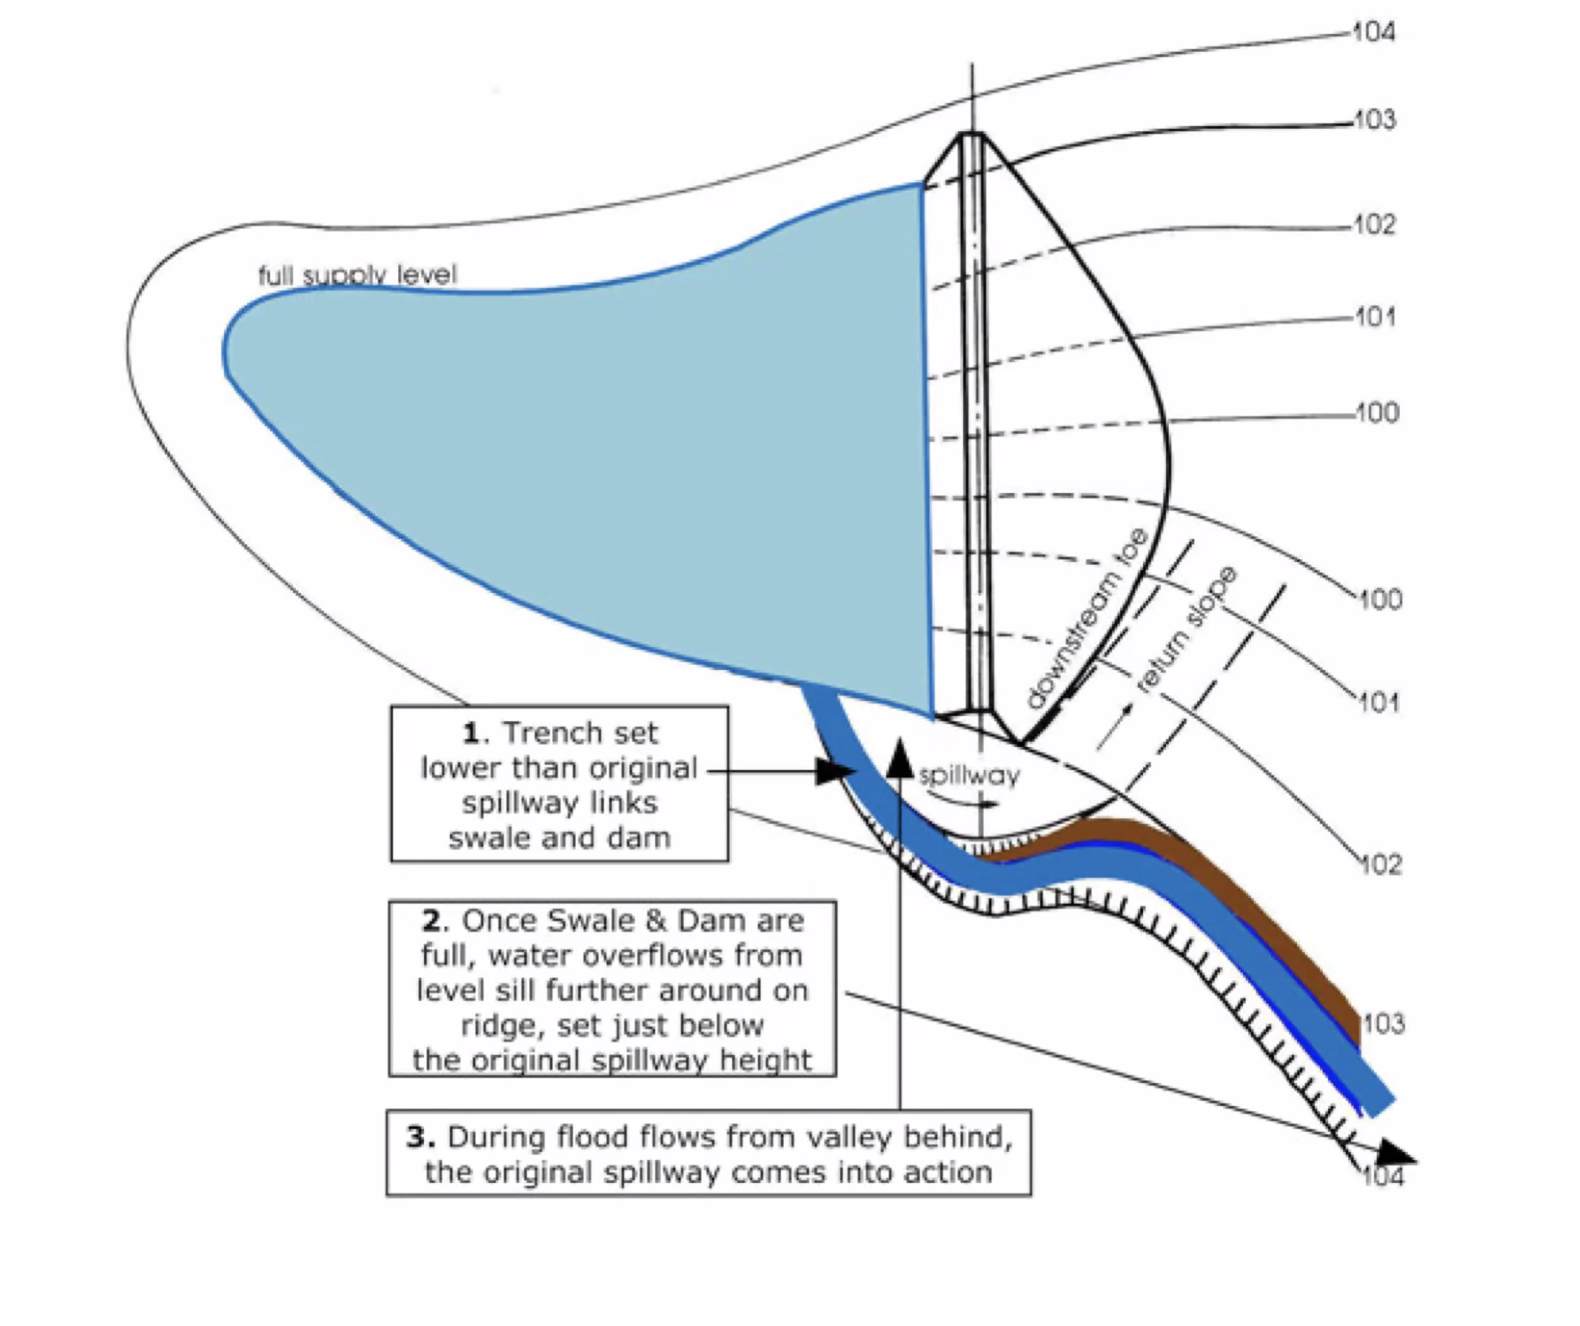 104
103
full supply level
102
101
100
downstream toe
return slope
100
101
1. Trench set
lower than original
spillway links
swale and dam
spillway
102
2. Once Swale & Dam are
full, water overflows from
level sill further around on
ridge, set just below
the original spillway height
103
3. During flood flows from valley behind,
the original spillway comes into action
104